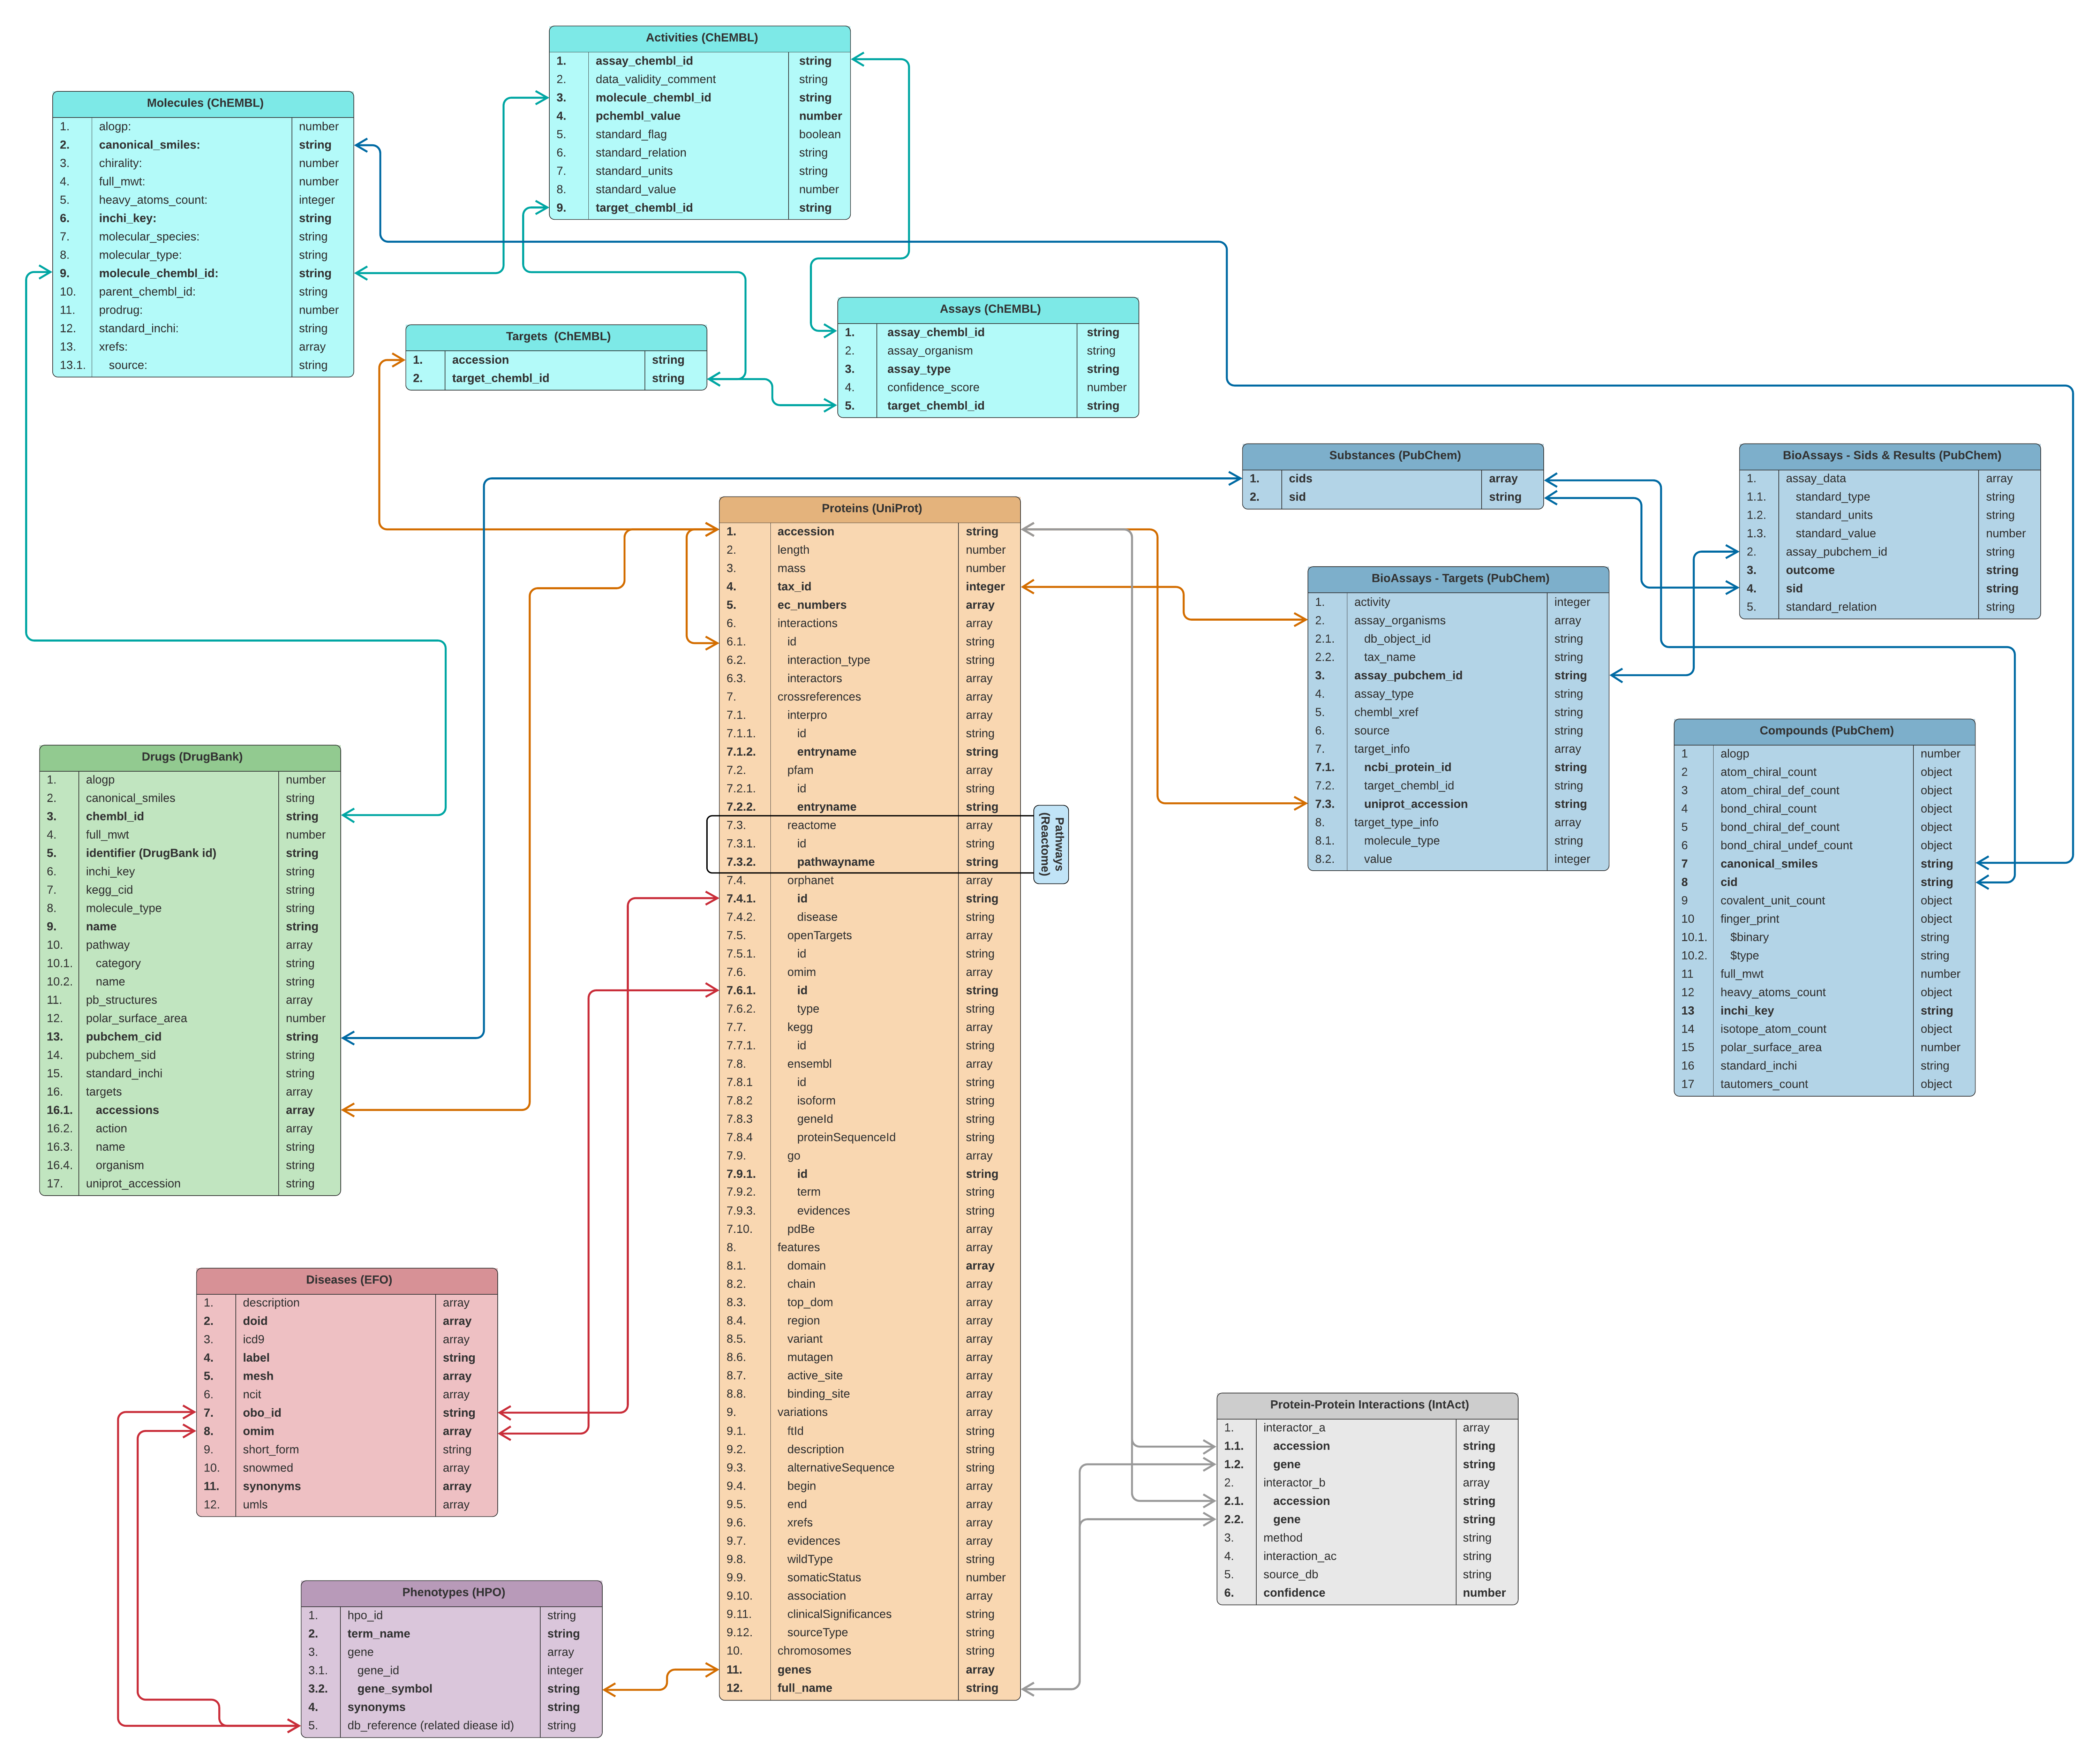 Activities (ChEMBL)
1. assay_chembl_id string
2. data_validity_comment string
3. molecule_chembl_id string
4. pchembl_value number
5. standard_flag boolean
6. standard_relation string
7. standard_units string
8. standard_value number
9. target_chembl_id string
Molecules (ChEMBL)
1. alogp: number
2. canonical_smiles: string
3. chirality: number
4. full_mwt: number
5. heavy_atoms_count: integer
6. inchi_key: string
7. molecular_species: string
8. molecular_type: string
9. molecule_chembl_id: string
10. parent_chembl_id: string
11. prodrug: number
12. standard_inchi: string
13. xrefs: array
13.1. source: string
Targets (ChEMBL)
1. accession string
2. target_chembl_id string
Assays (ChEMBL)
1. assay_chembl_id string
2. assay_organism string
3. assay_type string
4. confidence_score number
5. target_chembl_id string
Substances (PubChem)
1. cids array
2. sid string
BioAssays - Sids & Results (PubChem)
1. assay_data array
1.1. standard_type string
1.2. standard_units string
1.3. standard_value number
2. assay_pubchem_id string
3. outcome string
4. sid string
5. standard_relation string
Proteins (UniProt)
1. accession string
2. length number
3. mass number
4. tax_id integer
5. ec_numbers array
6. interactions array
6.1. id string
6.2. interaction_type string
6.3. interactors array
7. crossreferences array
7.1. interpro array
7.1.1. id string
7.1.2. entryname string
7.2. pfam array
7.2.1. id string
7.2.2. entryname string
7.3. reactome array
7.3.1. id string
7.3.2. pathwayname string
7.4. orphanet array
7.4.1. id string
7.4.2. disease string
7.5. openTargets array
7.5.1. id string
7.6. omim array
7.6.1. id string
7.6.2. type string
7.7. kegg array
7.7.1. id string
7.8. ensembl array
7.8.1 id string
7.8.2 isoform string
7.8.3 geneId string
7.8.4 proteinSequenceId string
7.9. go array
7.9.1. id string
7.9.2. term string
7.9.3. evidences string
7.10. pdBe array
8. features array
8.1. domain array
8.2. chain array
8.3. top_dom array
8.4. region array
8.5. variant array
8.6. mutagen array
8.7. active_site array
8.8. binding_site array
9. variations array
9.1. ftId string
9.2. description string
9.3. alternativeSequence string
9.4. begin array
9.5. end array
9.6. xrefs array
9.7. evidences array
9.8. wildType string
9.9. somaticStatus number
9.10. association array
9.11. clinicalSignificances string
9.12. sourceType string
10. chromosomes string
11. genes array
12. full_name string
Pathways
(Reactome)
BioAssays - Targets (PubChem)
1. activity integer
2. assay_organisms array
2.1. db_object_id string
2.2. tax_name string
3. assay_pubchem_id string
4. assay_type string
5. chembl_xref string
6. source string
7. target_info array
7.1. ncbi_protein_id string
7.2. target_chembl_id string
7.3. uniprot_accession string
8. target_type_info array
8.1. molecule_type string
8.2. value integer
Compounds (PubChem)
1 alogp number
2 atom_chiral_count object
3 atom_chiral_def_count object
4 bond_chiral_count object
5 bond_chiral_def_count object
6 bond_chiral_undef_count object
7 canonical_smiles string
8 cid string
9 covalent_unit_count object
10 finger_print object
10.1. $binary string
10.2. $type string
11 full_mwt number
12 heavy_atoms_count object
13 inchi_key string
14 isotope_atom_count object
15 polar_surface_area number
16 standard_inchi string
17 tautomers_count object
Drugs (DrugBank)
1. alogp number
2. canonical_smiles string
3. chembl_id string
4. full_mwt number
5. identifier (DrugBank id) string
6. inchi_key string
7. kegg_cid string
8. molecule_type string
9. name string
10. pathway array
10.1. category string
10.2. name string
11. pb_structures array
12. polar_surface_area number
13. pubchem_cid string
14. pubchem_sid string
15. standard_inchi string
16. targets array
16.1. accessions array
16.2. action array
16.3. name string
16.4. organism string
17. uniprot_accession string
Diseases (EFO)
1. description array
2. doid array
3. icd9 array
4. label string
5. mesh array
6. ncit array
7. obo_id string
8. omim array
9. short_form string
10. snowmed array
11. synonyms array
12. umls array
Protein-Protein Interactions (IntAct)
1. interactor_a array
1.1. accession string
1.2. gene string
2. interactor_b array
2.1. accession string
2.2. gene string
3. method string
4. interaction_ac string
5. source_db string
6. confidence number
Phenotypes (HPO)
1. hpo_id string
2. term_name string
3. gene array
3.1. gene_id integer
3.2. gene_symbol string
4. synonyms string
5. db_reference (related diease id) string